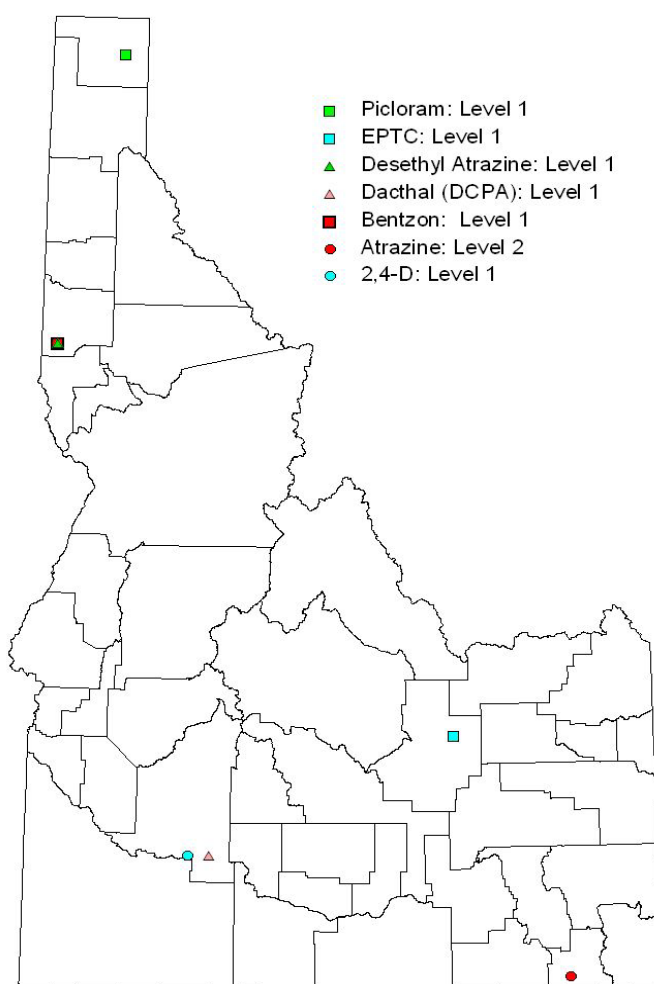 Picloram: Level 1
EPTC: Level 1
Desethyl Atrazine: Level 1
Dacthal (DCPA): Level 1
Bentzon: Level 1
Atrazine: Level 2
2,4-D: Level 1